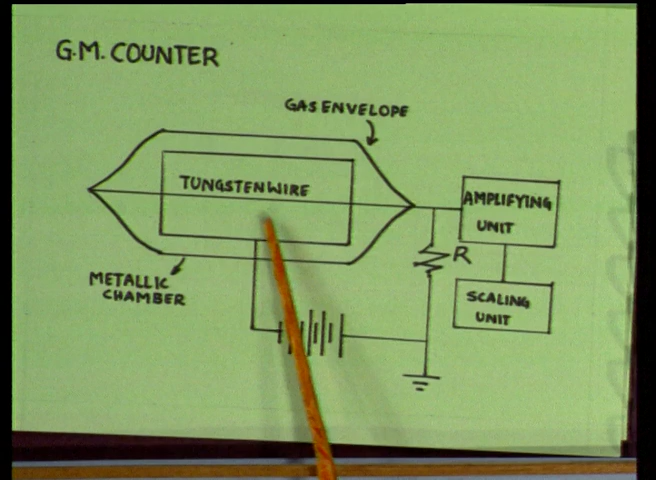 G.M. COUNTER
GAS ENVELOPE
TUNGSTEN WIRE
AMPLIFYING
UNIT
R
METALLIC
CHAMBER
SCALING
UNIT